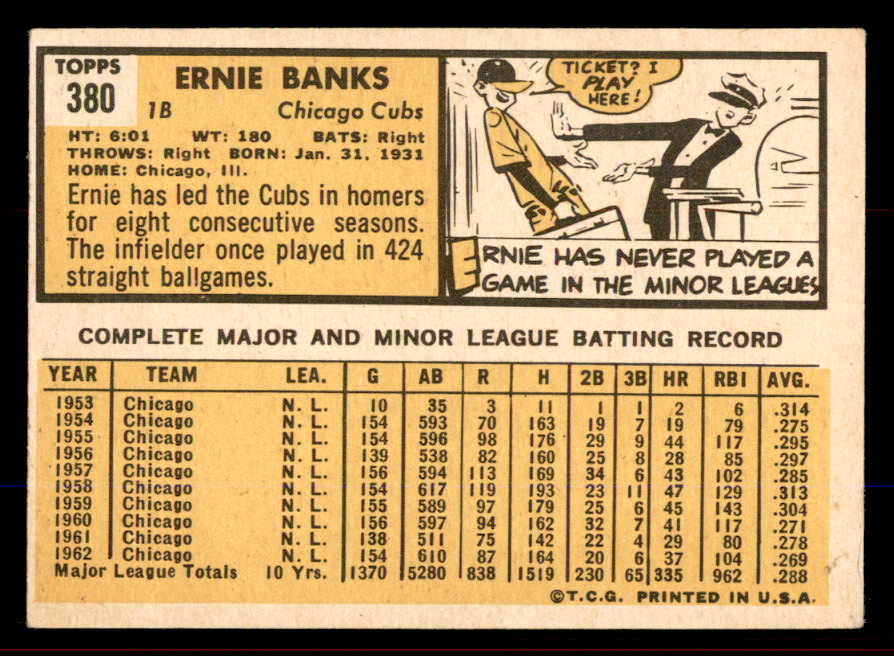 TOPPS
380
ERNIE BANKS
1B Chicago Cubs
HT: 6:01 WT: 180 BATS: Right
THROWS: Right BORN: Jan. 31, 1931
HOME: Chicago, Ill.
Ernie has led the Cubs in homers
for eight consecutive seasons.
The infielder once played in 424
straight ballgames.
TICKET? I
PLAY
HERE!
ERNIE HAS NEVER PLAYED A
GAME IN THE MINOR LEAGUES
COMPLETE MAJOR AND MINOR LEAGUE BATTING RECORD
YEAR TEAM LEA. G AB R H 2B 3B HR RBI AVG.
1953 Chicago N. L. 10 35 3 11 1 1 2 6 .314
1954 Chicago N. L. 154 593 70 163 19 7 19 79 .275
1955 Chicago N. L. 154 596 98 176 29 9 44 117 .295
1956 Chicago N. L. 139 538 82 160 25 8 28 85 .297
1957 Chicago N. L. 156 594 113 169 34 6 43 102 .285
1958 Chicago N. L. 154 617 119 193 23 11 47 129 .313
1959 Chicago N. L. 155 589 97 179 25 6 45 143 .304
1960 Chicago N. L. 156 597 94 162 32 7 41 117 .271
1961 Chicago N. L. 138 511 75 142 22 4 29 80 .278
1962 Chicago N. L. 154 610 87 164 20 6 37 104 .269
Major League Totals 10 Yrs. 1370 5280 838 1519 230 65 335 962 .288
©T.C.G. PRINTED IN U.S.A.